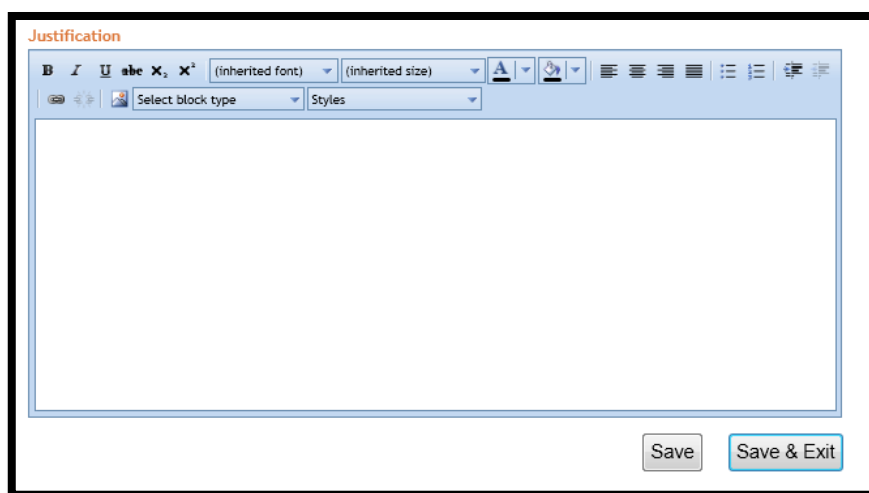 Justification
B I U abc X₂ X² (inherited font) (inherited size) A
Select block type Styles
Save Save & Exit